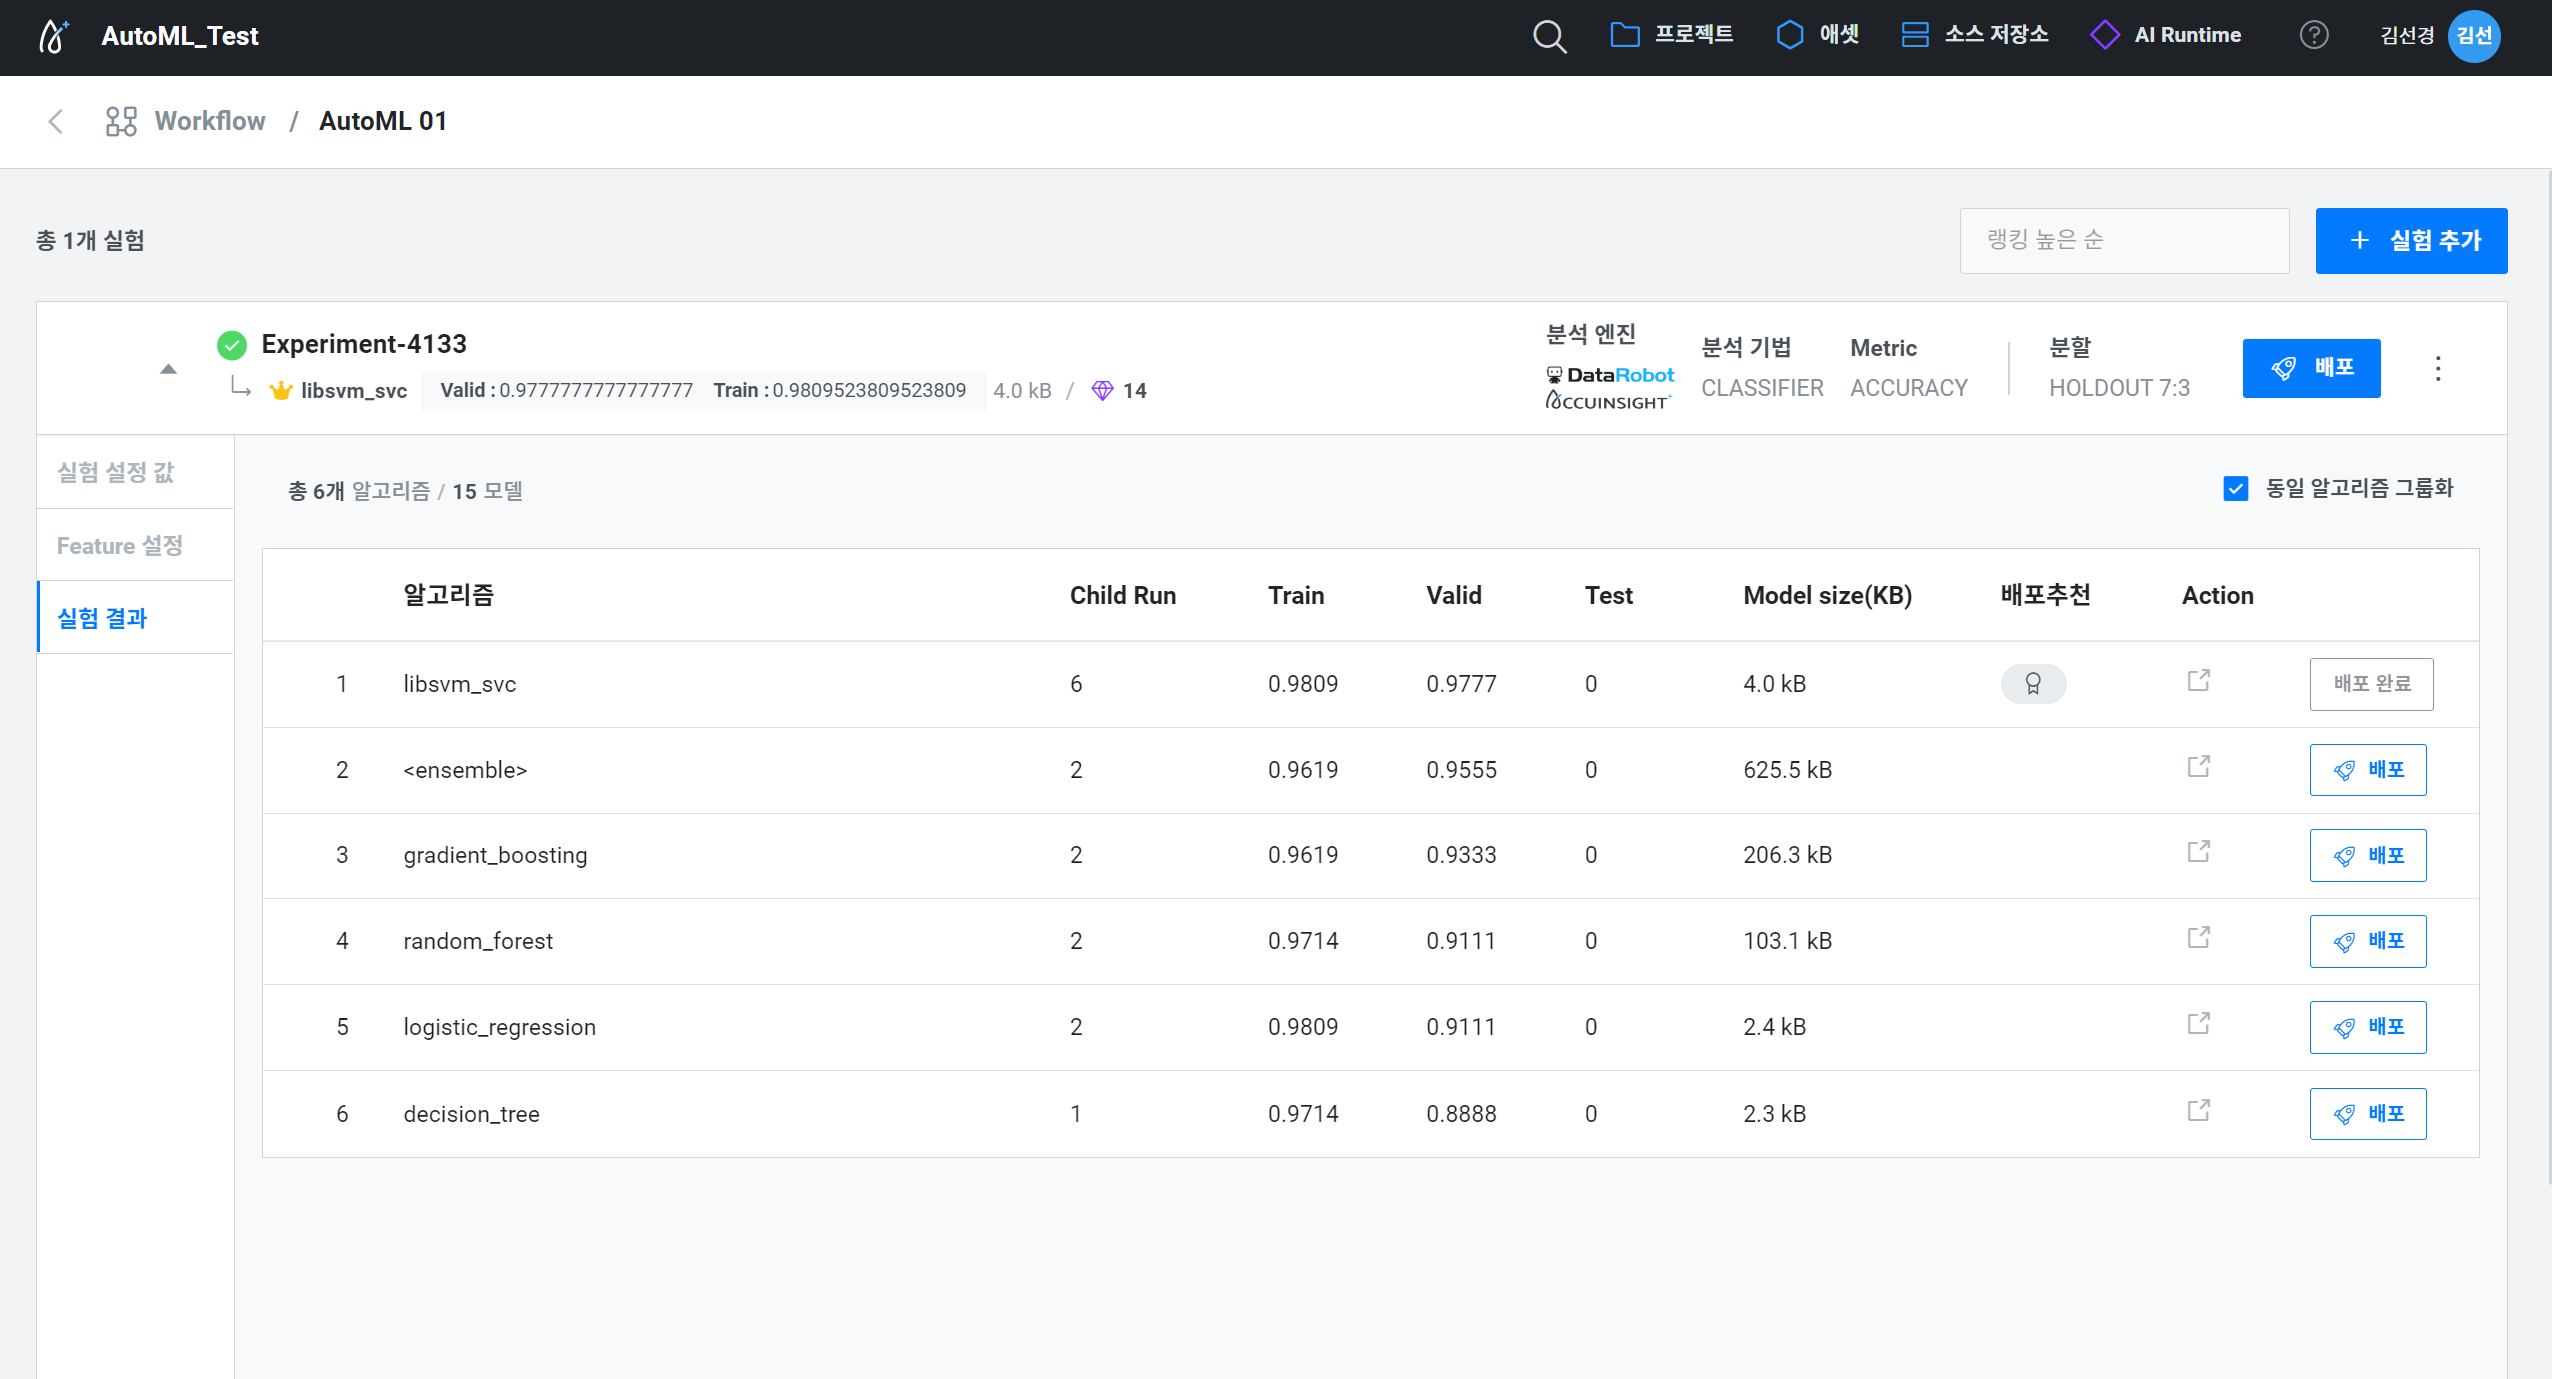 AutoML_Test
프로젝트
애셋
소스 저장소
AI Runtime
김선경
김선
Workflow / AutoML 01
총 1개 실험
랭킹 높은 순
+ 실험 추가
Experiment-4133
libsvm_svc Valid : 0.9777777777777777 Train : 0.9809523809523809 4.0 kB / 14
분석 엔진
DataRobot
ACCUINSIGHT+
분석 기법
CLASSIFIER
Metric
ACCURACY
분할
HOLDOUT 7:3
배포
실험 설정 값
Feature 설정
실험 결과
총 6개 알고리즘 / 15 모델
동일 알고리즘 그룹화
알고리즘 Child Run Train Valid Test Model size(KB) 배포추천 Action
1 libsvm_svc 6 0.9809 0.9777 0 4.0 kB 배포 완료
2 <ensemble> 2 0.9619 0.9555 0 625.5 kB 배포
3 gradient_boosting 2 0.9619 0.9333 0 206.3 kB 배포
4 random_forest 2 0.9714 0.9111 0 103.1 kB 배포
5 logistic_regression 2 0.9809 0.9111 0 2.4 kB 배포
6 decision_tree 1 0.9714 0.8888 0 2.3 kB 배포